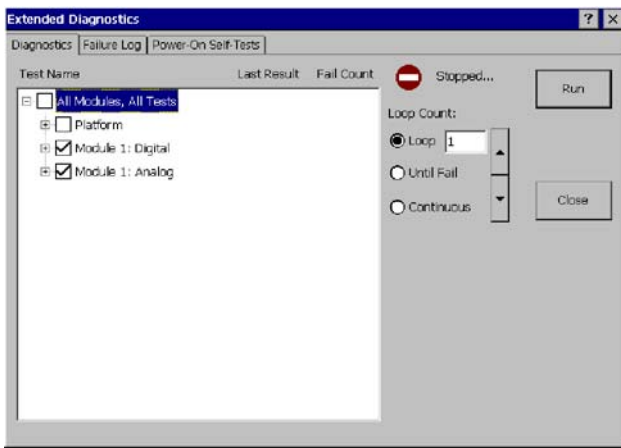 Extended Diagnostics
Diagnostics Failure Log Power-On Self-Tests
Test Name Last Result Fail Count
All Modules, All Tests
Platform
Module 1: Digital
Module 1: Analog
Stopped...
Run
Loop Count:
Loop 1
Until Fail
Continuous
Close